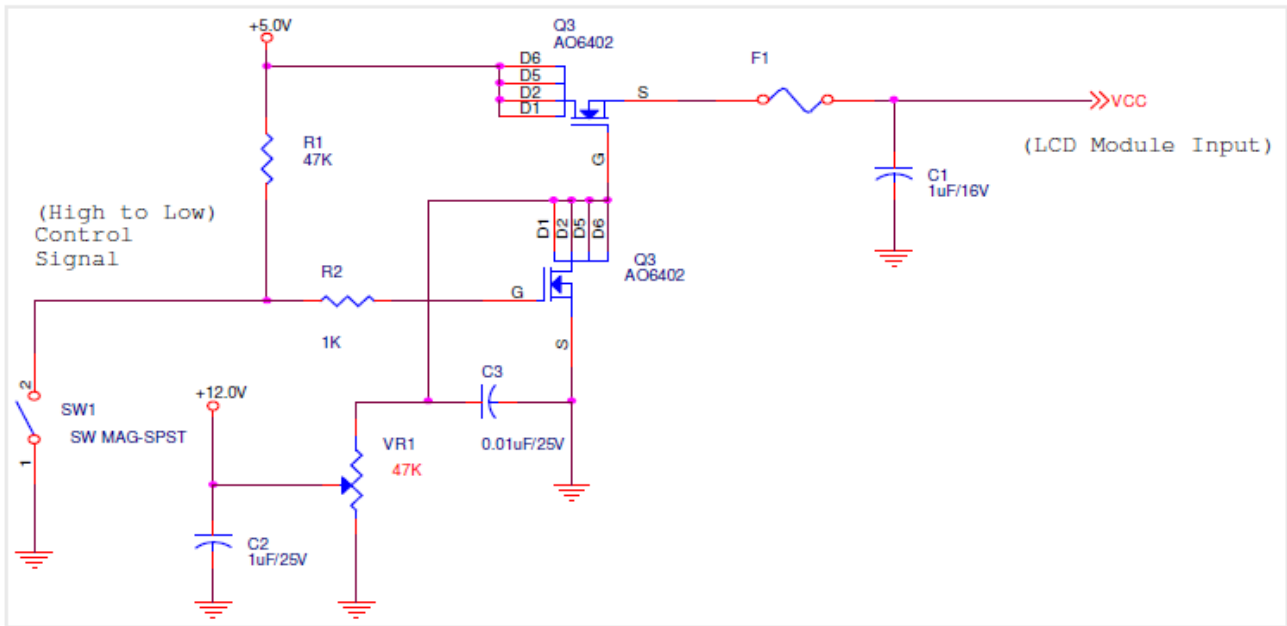 +5.0V
Q3
AO6402
D6
D5
D2
D1
S
G
F1
VCC
(LCD Module Input)
R1
47K
C1
1uF/16V
(High to Low)
Control
Signal
D1
D2
D5
D6
Q3
AO6402
R2
1K
G
S
2
SW1
SW MAG-SPST
1
+12.0V
C3
0.01uF/25V
VR1
47K
C2
1uF/25V